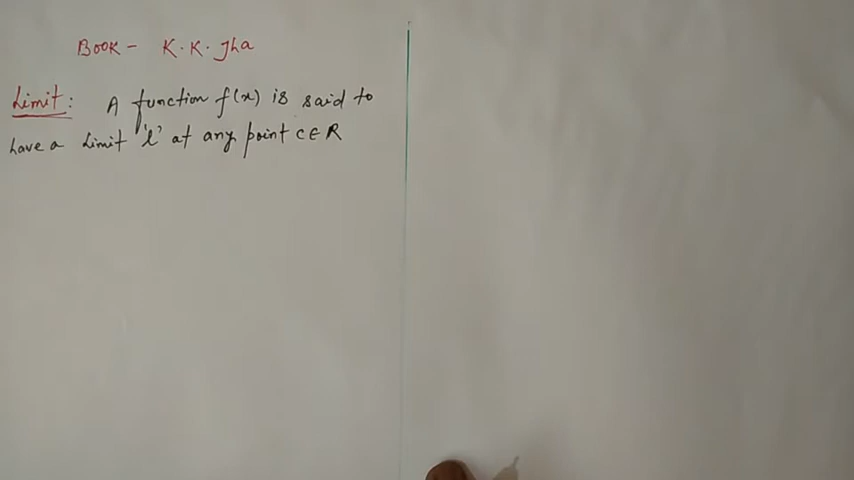 Book - K.K. Jha
Limit: A function f(x) is said to
have a limit 'l' at any point c∈R